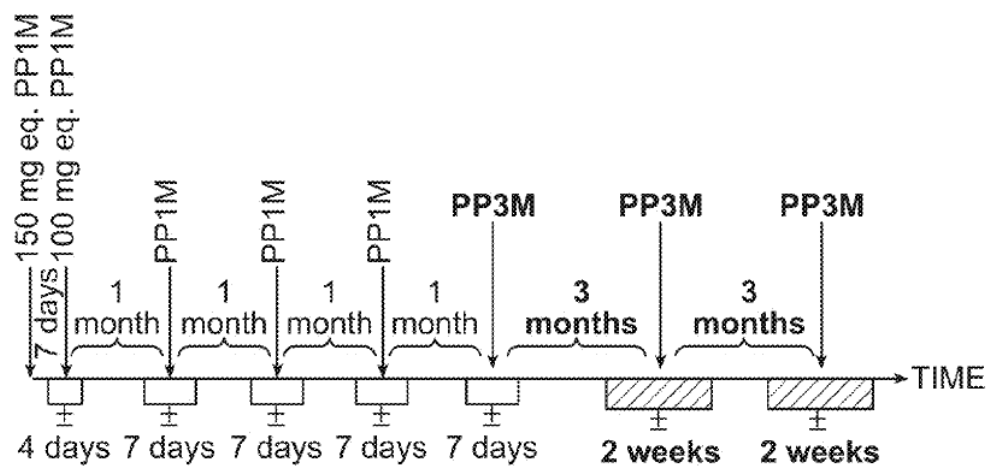 150 mg eq. PP1M
7 days
100 mg eq. PP1M
PP1M
PP1M
PP1M
PP3M
PP3M
PP3M
1
month
1
month
1
month
1
month
3
months
3
months
TIME
±
4 days
±
7 days
±
7 days
±
7 days
±
7 days
±
2 weeks
±
2 weeks